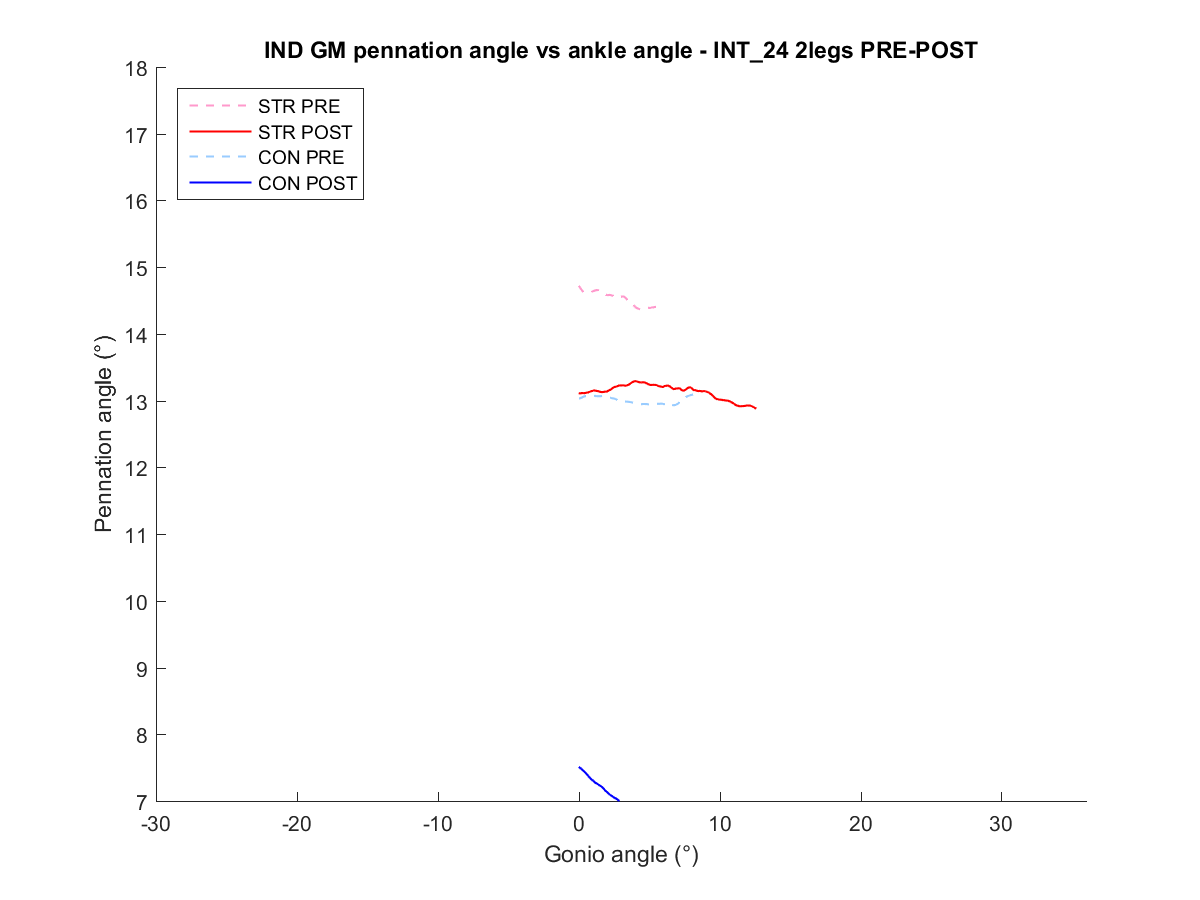 IND GM pennation angle vs ankle angle - INT_24 2legs PRE-POST
18
17
16
15
14
13
12
11
10
9
8
7
Pennation angle (°)
STR PRE
STR POST
CON PRE
CON POST
-30
-20
-10
0
10
20
30
Gonio angle (°)